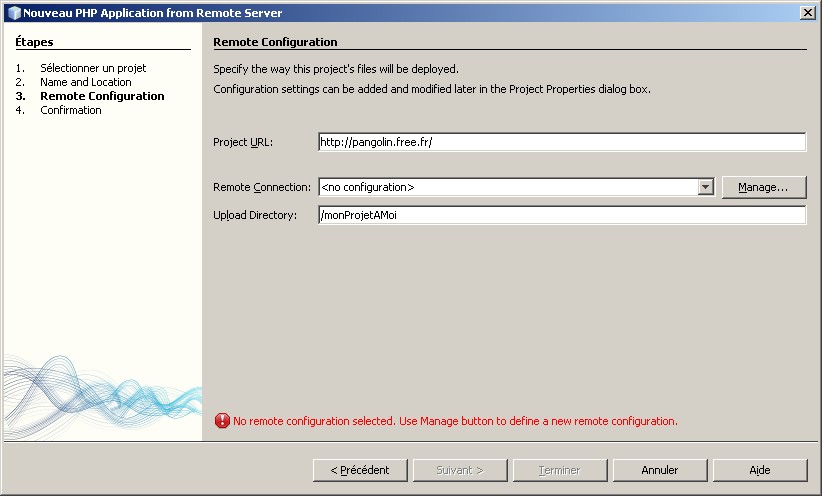 Nouveau PHP Application from Remote Server
Étapes
1. Sélectionner un projet
2. Name and Location
3. Remote Configuration
4. Confirmation
Remote Configuration
Specify the way this project's files will be deployed.
Configuration settings can be added and modified later in the Project Properties dialog box.
Project URL: http://pangolin.free.fr/
Remote Connection: <no configuration> Manage...
Upload Directory: /monProjetAMoi
No remote configuration selected. Use Manage button to define a new remote configuration.
< Précédent Suivant > Terminer Annuler Aide